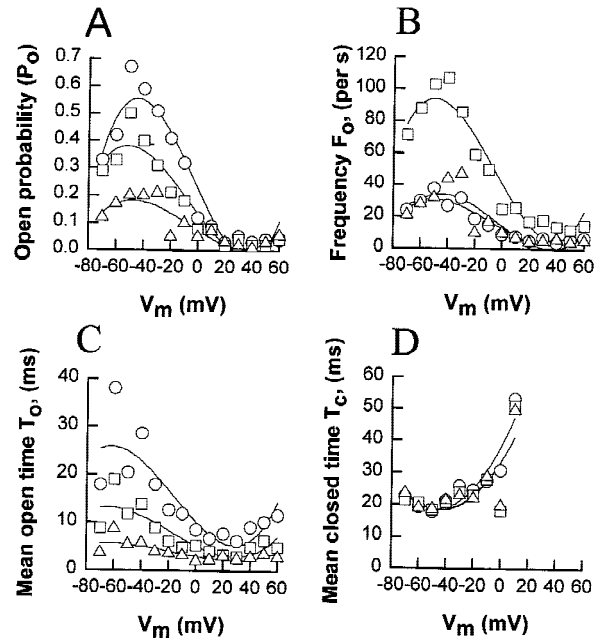 A
Open probability (Po)
0.7
0.6
0.5
0.4
0.3
0.2
0.1
0.0
-80-60-40-20 0 20 40 60
Vm (mV)
B
Frequency Fo, (per s)
120
100
80
60
40
20
0
-80-60-40-20 0 20 40 60
Vm (mV)
C
Mean open time To, (ms)
40
30
20
10
0
-80-60-40-20 0 20 40 60
Vm (mV)
D
Mean closed time Tc, (ms)
60
50
40
30
20
10
0
-80-60-40-20 0 20 40 60
Vm (mV)